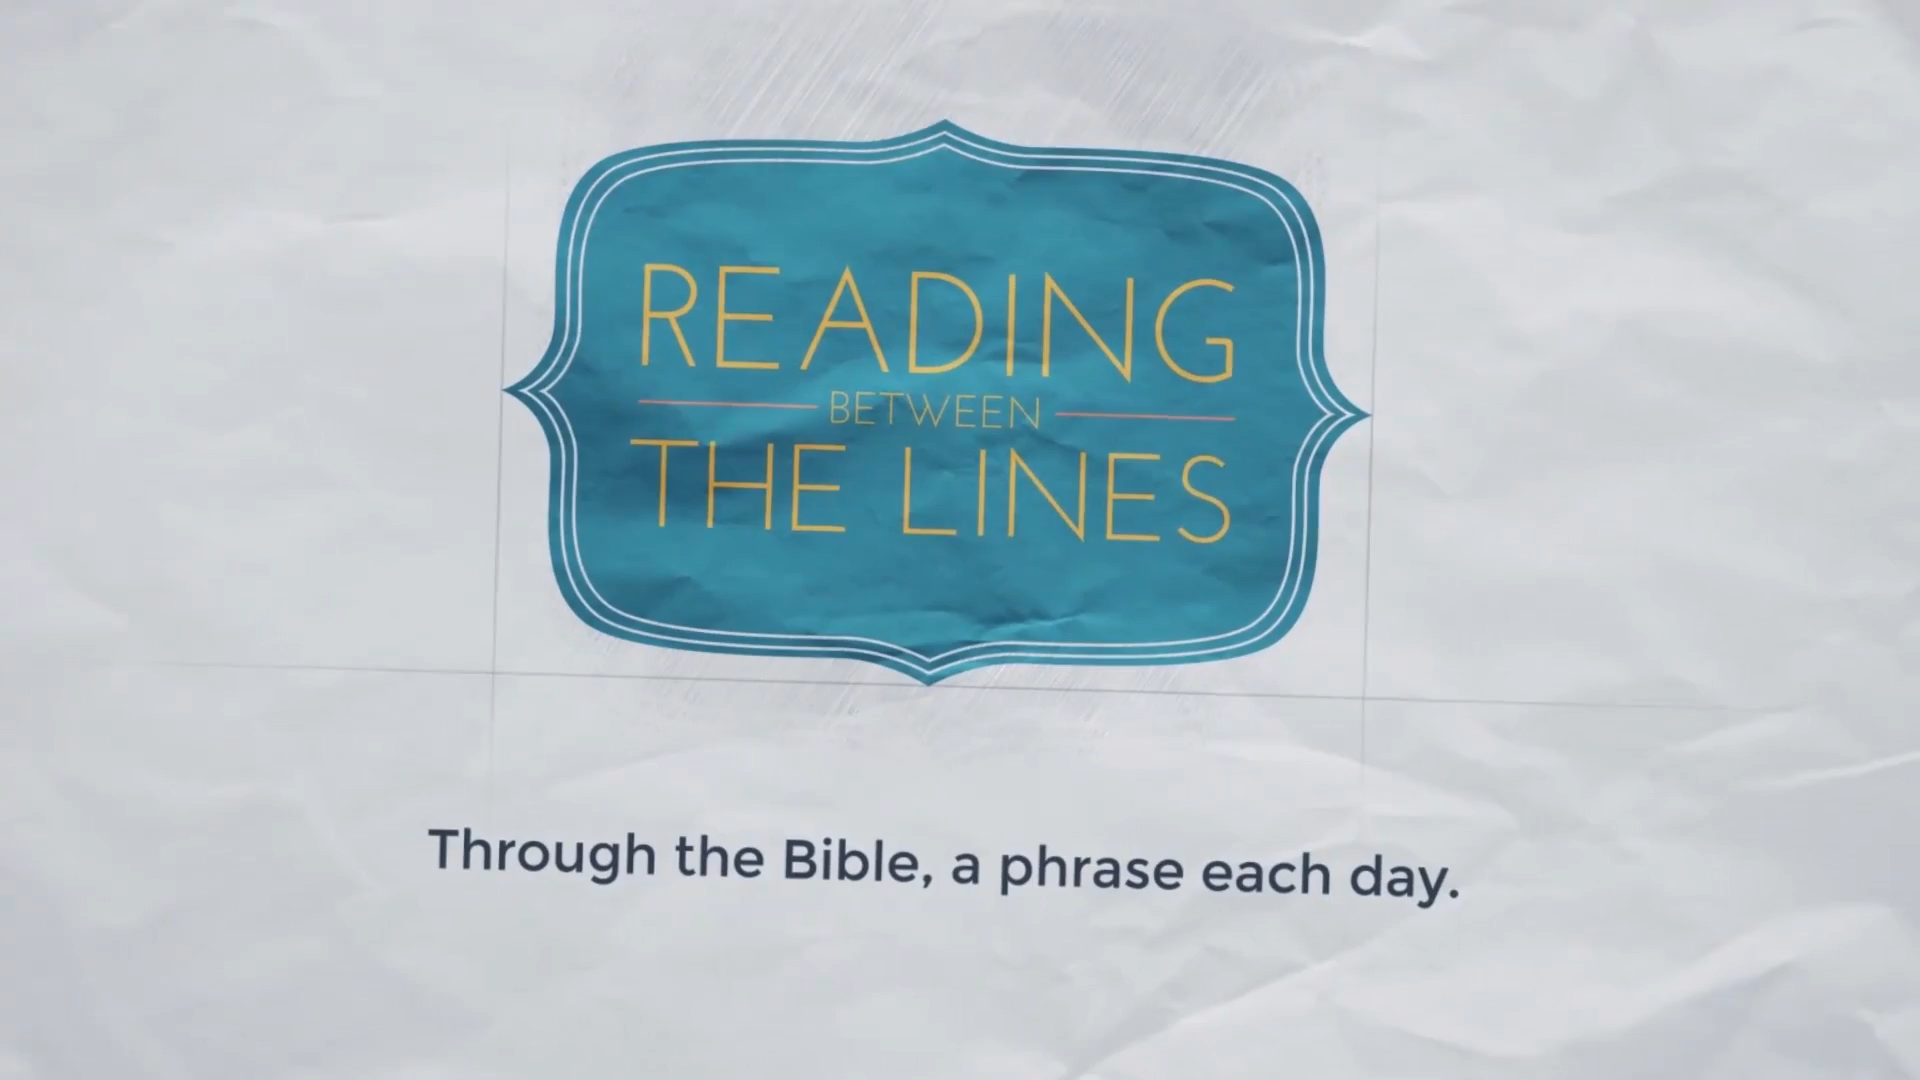 READING
BETWEEN
THE LINES
Through the Bible, a phrase each day.